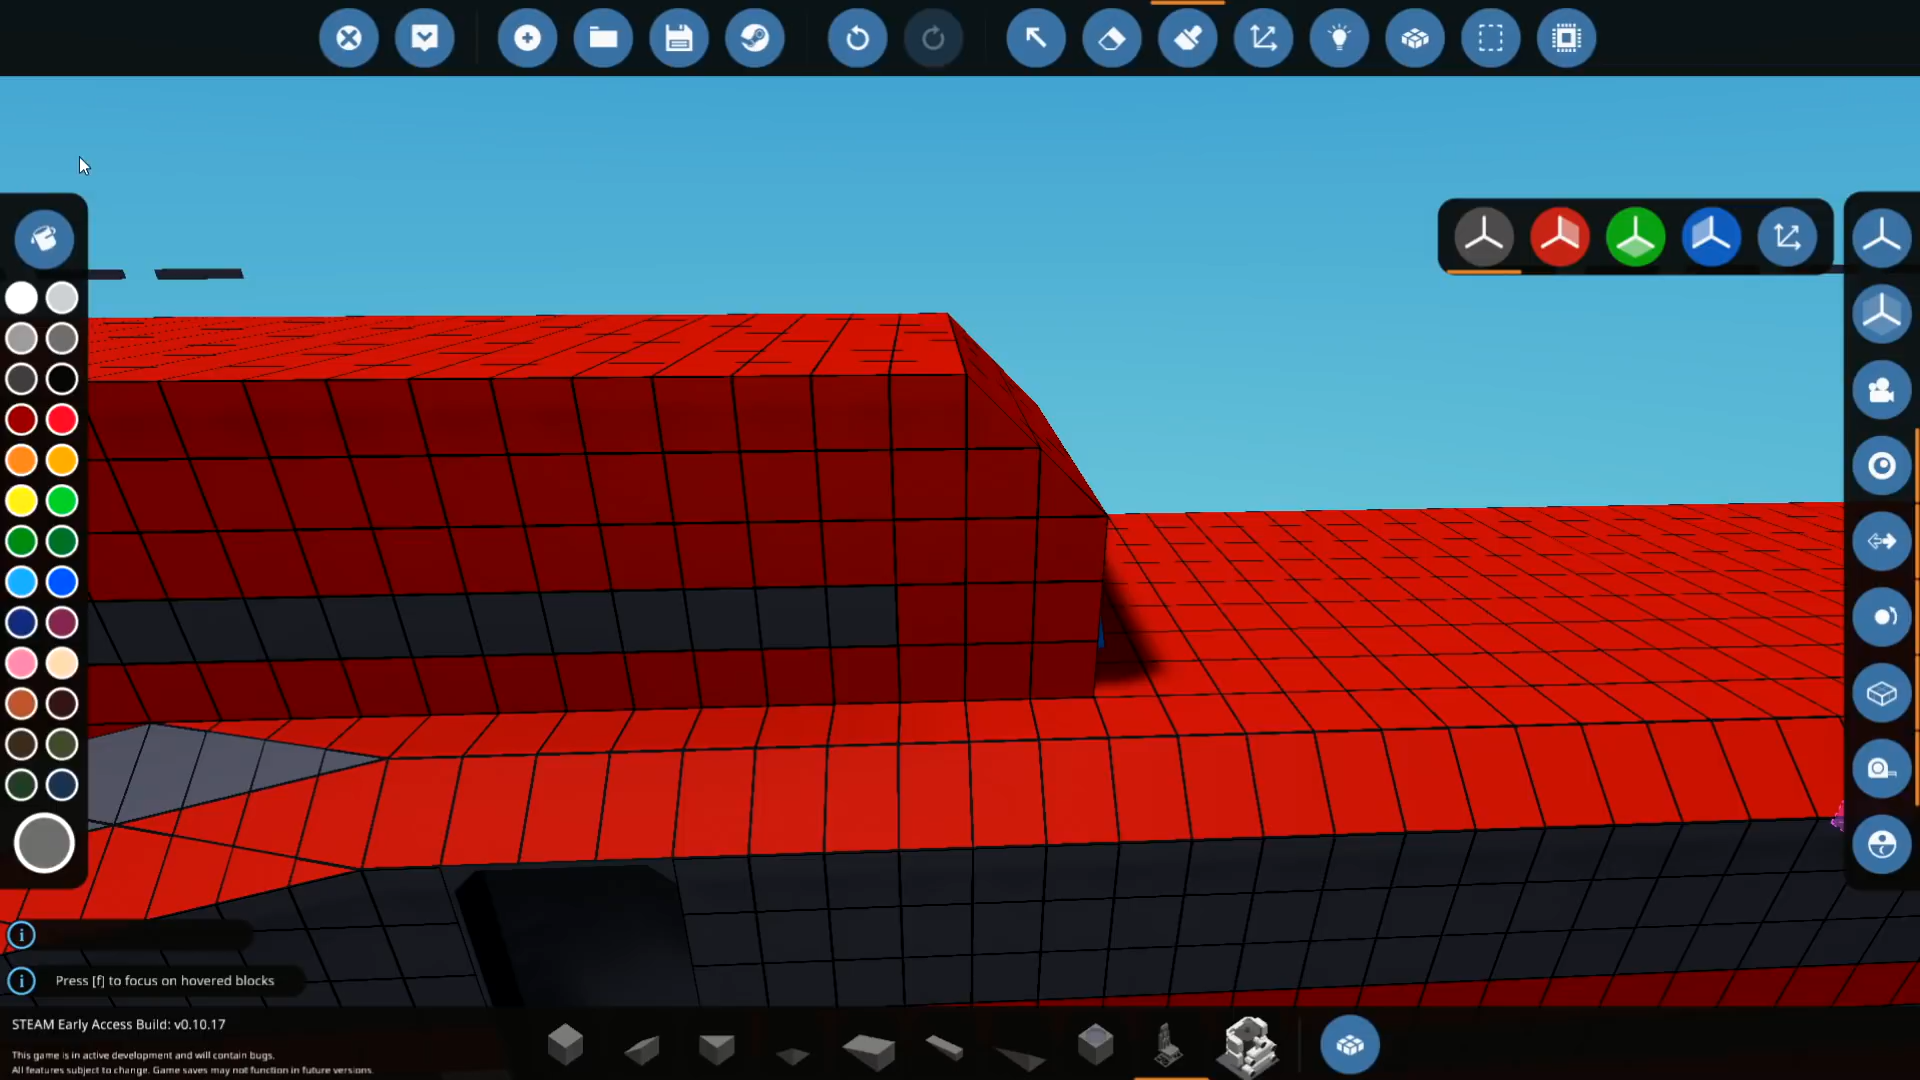 Press [f] to focus on hovered blocks
STEAM Early Access Build: v0.10.17
This game is in active development and will contain bugs.
All features subject to change. Game saves may not function in future versions.